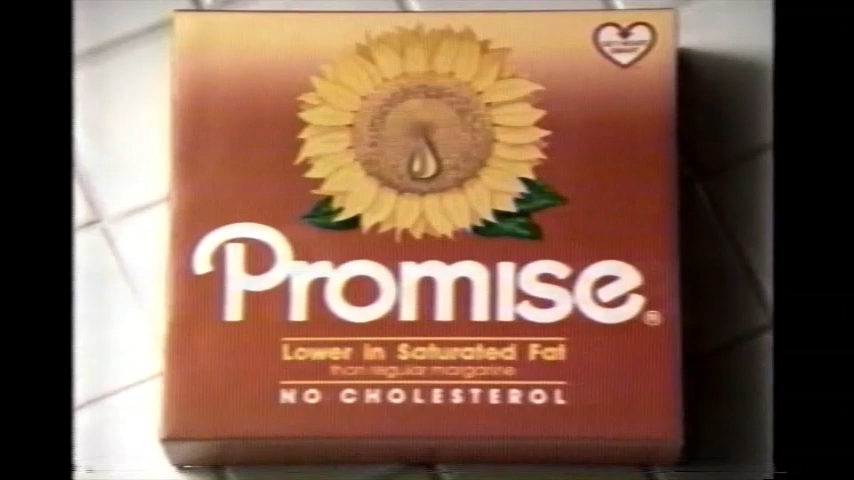 Promise®
Lower in Saturated Fat
than regular margarine
NO CHOLESTEROL